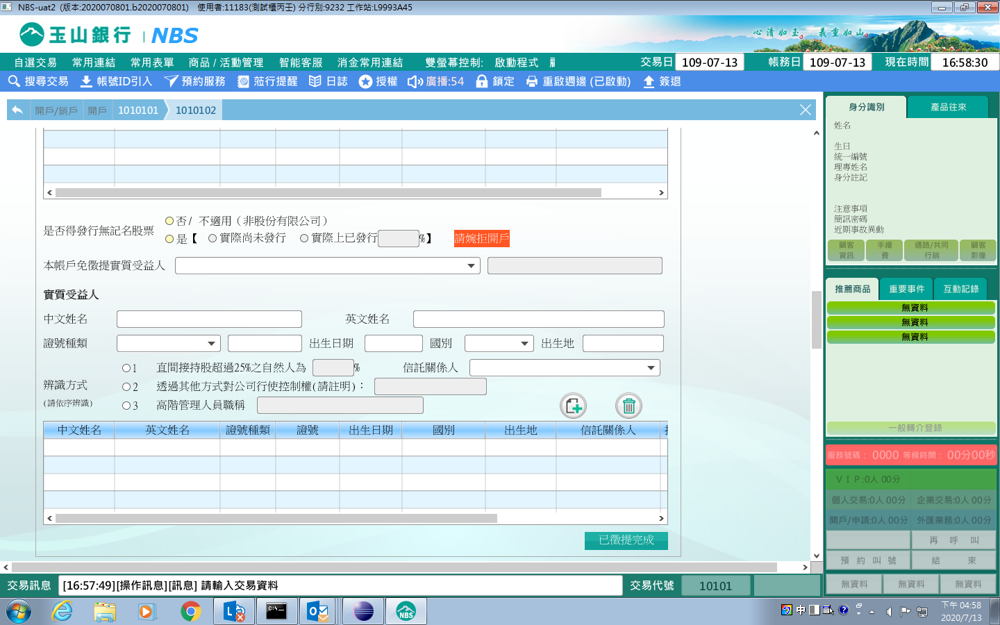 NBS-uat2 (版本:2020070801.b2020070801) 使用者:11183(測試櫃丙壬) 分行別:9232 工作站:L9993A45
玉山銀行 | NBS
心清如玉。義重如山。
自選交易 常用連結 常用表單 商品 / 活動管理 智能客服 消金常用連結 雙螢幕控制: 啟動程式
交易日 109-07-13 帳務日 109-07-13 現在時間 16:58:30
搜尋交易 帳號ID引入 預約服務 蒞行提醒 日誌 授權 廣播:54 鎖定 重啟週邊 (已啟動) 簽退
開戶/銷戶 開戶 1010101 1010102
是否得發行無記名股票
否 / 不適用（非股份有限公司）
是【 實際尚未發行 實際上已發行 %】 請婉拒開戶
本帳戶免徵提實質受益人
實質受益人
中文姓名 英文姓名
證號種類 出生日期 國別 出生地
辨識方式
(請依序辨識)
1 直間接持股超過25%之自然人為 % 信託關係人
2 透過其他方式對公司行使控制權(請註明)：
3 高階管理人員職稱
中文姓名 英文姓名 證號種類 證號 出生日期 國別 出生地 信託關係人
已徵提完成
身分識別 產品往來
姓名
生日
統一編號
理專姓名
身分註記
注意事項
簡訊密碼
近期事故異動
顧客資訊 手續費 通路/共同行銷 顧客影像
推薦商品 重要事件 互動記錄
無資料
無資料
無資料
一般轉介登錄
服務號碼： 0000 等候時間： 00分00秒
ＶＩＰ:0人 00分
個人交易:0人 00分 企業交易:0人 00分
開戶/申請:0人 00分 外匯業務:0人 00分
再 呼 叫
預 約 叫 號 結 束
無資料 無資料 無資料
交易訊息 [16:57:49][操作訊息][訊息] 請輸入交易資料 交易代號 10101
中
下午 04:58
2020/7/13